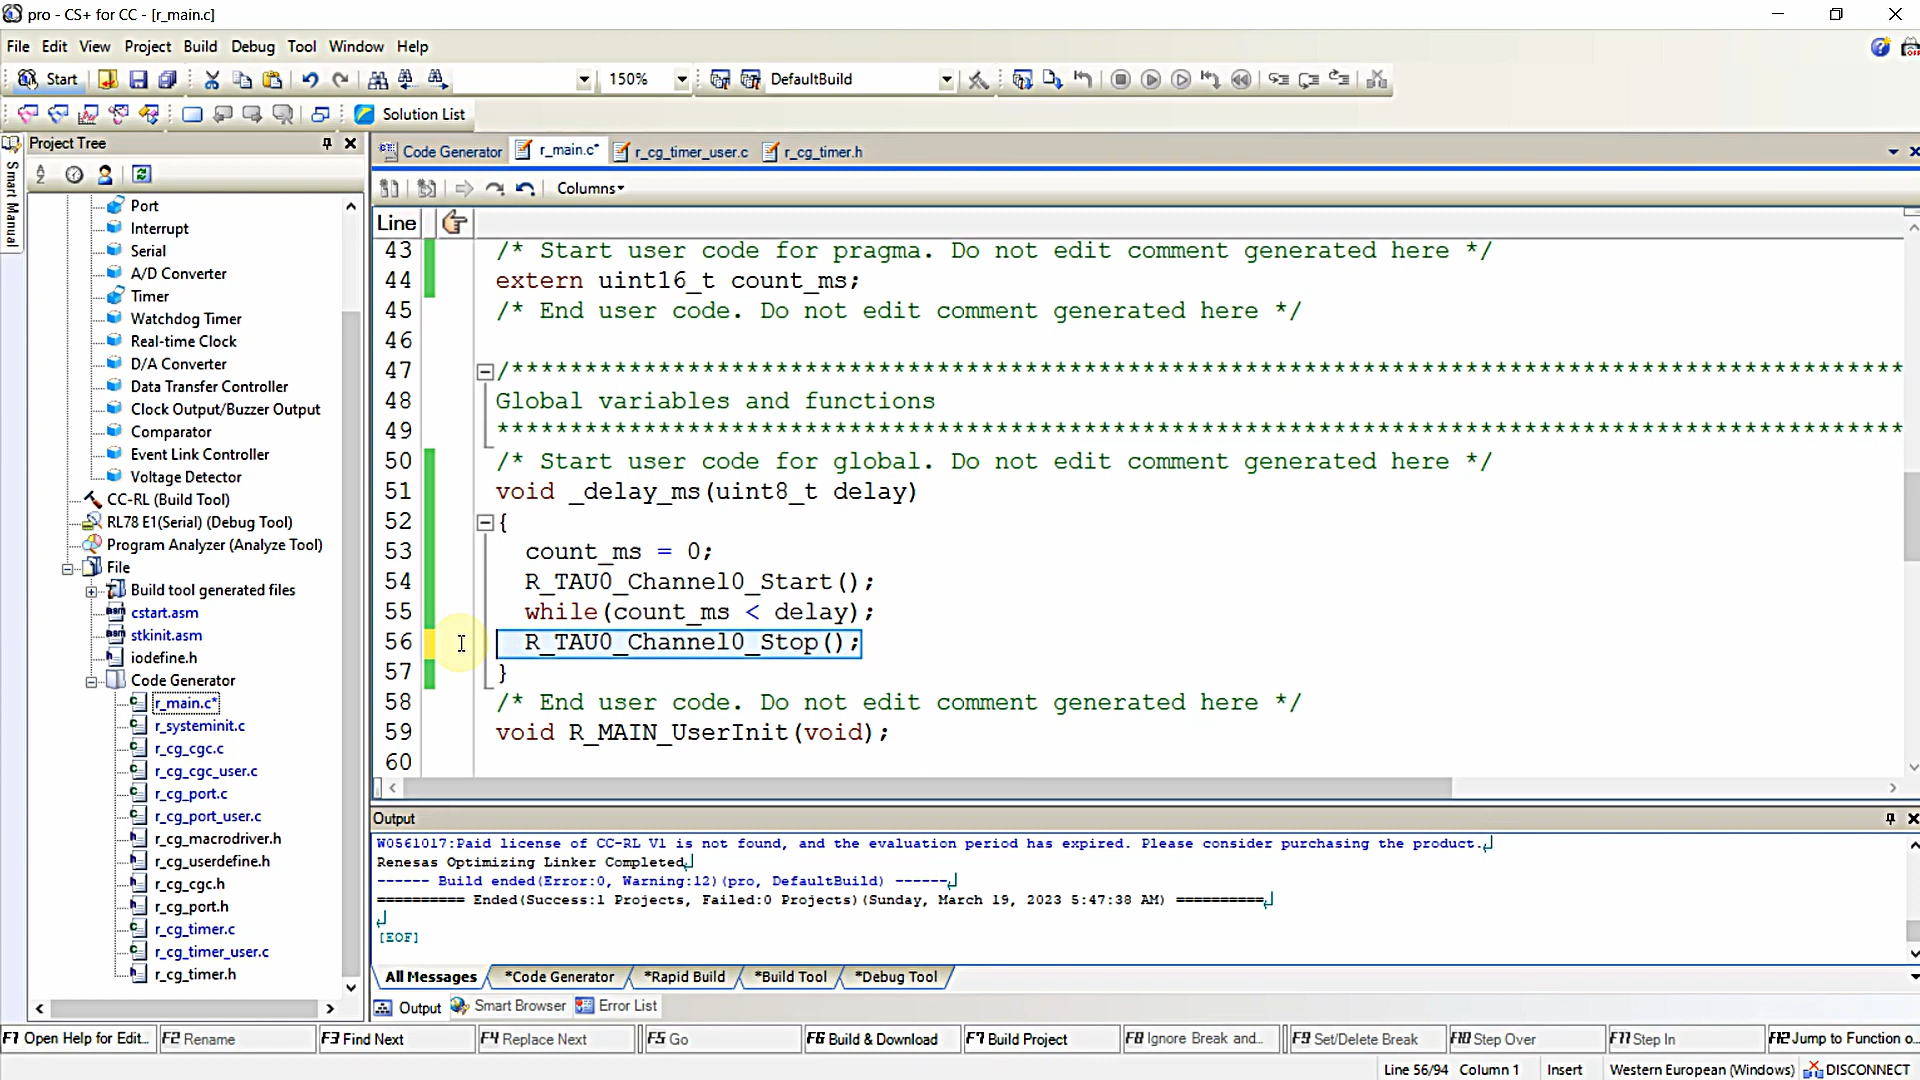 pro - CS+ for CC - [r_main.c]
File Edit View Project Build Debug Tool Window Help
Start 150% DefaultBuild
Solution List
Project Tree
Smart Manual
Port
Interrupt
Serial
A/D Converter
Timer
Watchdog Timer
Real-time Clock
D/A Converter
Data Transfer Controller
Clock Output/Buzzer Output
Comparator
Event Link Controller
Voltage Detector
CC-RL (Build Tool)
RL78 E1(Serial) (Debug Tool)
Program Analyzer (Analyze Tool)
File
Build tool generated files
cstart.asm
stkinit.asm
iodefine.h
Code Generator
r_main.c*
r_systeminit.c
r_cg_cgc.c
r_cg_cgc_user.c
r_cg_port.c
r_cg_port_user.c
r_cg_macrodriver.h
r_cg_userdefine.h
r_cg_cgc.h
r_cg_port.h
r_cg_timer.c
r_cg_timer_user.c
r_cg_timer.h
Code Generator r_main.c* r_cg_timer_user.c r_cg_timer.h
Columns
Line
43 /* Start user code for pragma. Do not edit comment generated here */
44 extern uint16_t count_ms;
45 /* End user code. Do not edit comment generated here */
46
47 /************************************************************************************************
48 Global variables and functions
49 *************************************************************************************************
50 /* Start user code for global. Do not edit comment generated here */
51 void _delay_ms(uint8_t delay)
52 {
53 count_ms = 0;
54 R_TAU0_Channel0_Start();
55 while(count_ms < delay);
56 R_TAU0_Channel0_Stop();
57 }
58 /* End user code. Do not edit comment generated here */
59 void R_MAIN_UserInit(void);
60
Output
W0561017:Paid license of CC-RL V1 is not found, and the evaluation period has expired. Please consider purchasing the product.
Renesas Optimizing Linker Completed
------ Build ended(Error:0, Warning:12)(pro, DefaultBuild) ------
========== Ended(Success:1 Projects, Failed:0 Projects)(Sunday, March 19, 2023 5:47:38 AM) ==========
[EOF]
All Messages *Code Generator *Rapid Build *Build Tool *Debug Tool
Output Smart Browser Error List
F1 Open Help for Edit... F2 Rename F3 Find Next F4 Replace Next F5 Go F6 Build & Download F7 Build Project F8 Ignore Break and... F9 Set/Delete Break F10 Step Over F11 Step In F12 Jump to Function o...
Line 56/94 Column 1 Insert Western European (Windows) DISCONNECT